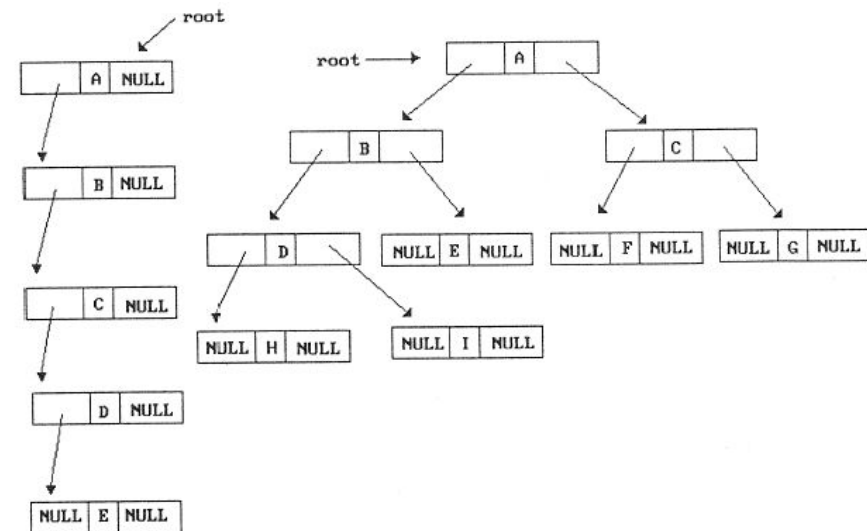 root
A NULL
B NULL
C NULL
D NULL
NULL E NULL
root
A
B
C
D
NULL E NULL
NULL F NULL
NULL G NULL
NULL H NULL
NULL I NULL